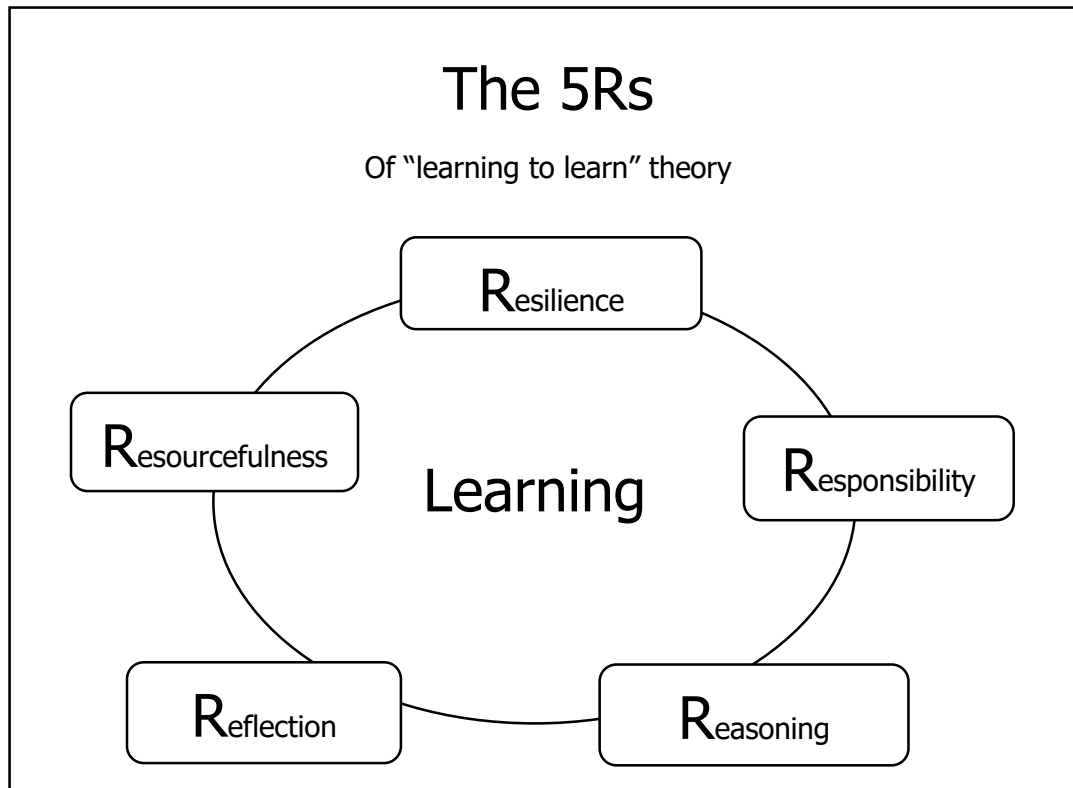 The 5Rs
Of “learning to learn” theory
Resilience
Resourcefulness
Responsibility
Learning
Reflection
Reasoning